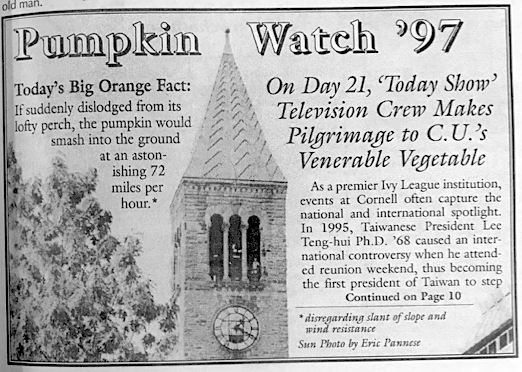 old man.
Pumpkin Watch '97
Today's Big Orange Fact:
If suddenly dislodged from its
lofty perch, the pumpkin would
smash into the ground
at an aston-
ishing 72
miles per
hour.*
On Day 21, 'Today Show'
Television Crew Makes
Pilgrimage to C.U.'s
Venerable Vegetable
As a premier Ivy League institution,
events at Cornell often capture the
national and international spotlight.
In 1995, Taiwanese President Lee
Teng-hui Ph.D. '68 caused an inter-
national controversy when he attend-
ed reunion weekend, thus becoming
the first president of Taiwan to step
Continued on Page 10
*disregarding slant of slope and
wind resistance
Sun Photo by Eric Pannese